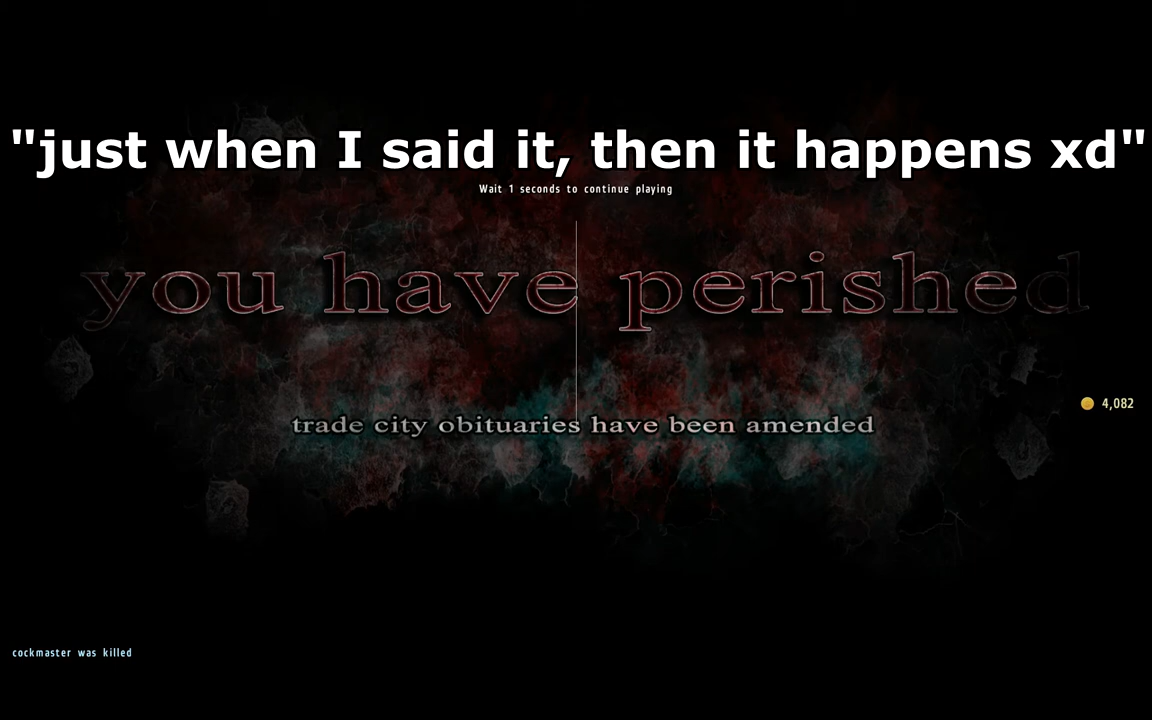 "just when I said it, then it happens xd"
Wait 1 seconds to continue playing
you have perished
trade city obituaries have been amended
4,082
cockmaster was killed